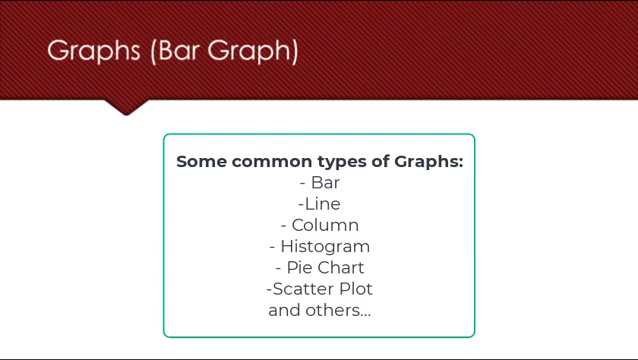 Graphs (Bar Graph)
Some common types of Graphs:
- Bar
-Line
- Column
- Histogram
- Pie Chart
-Scatter Plot
and others...